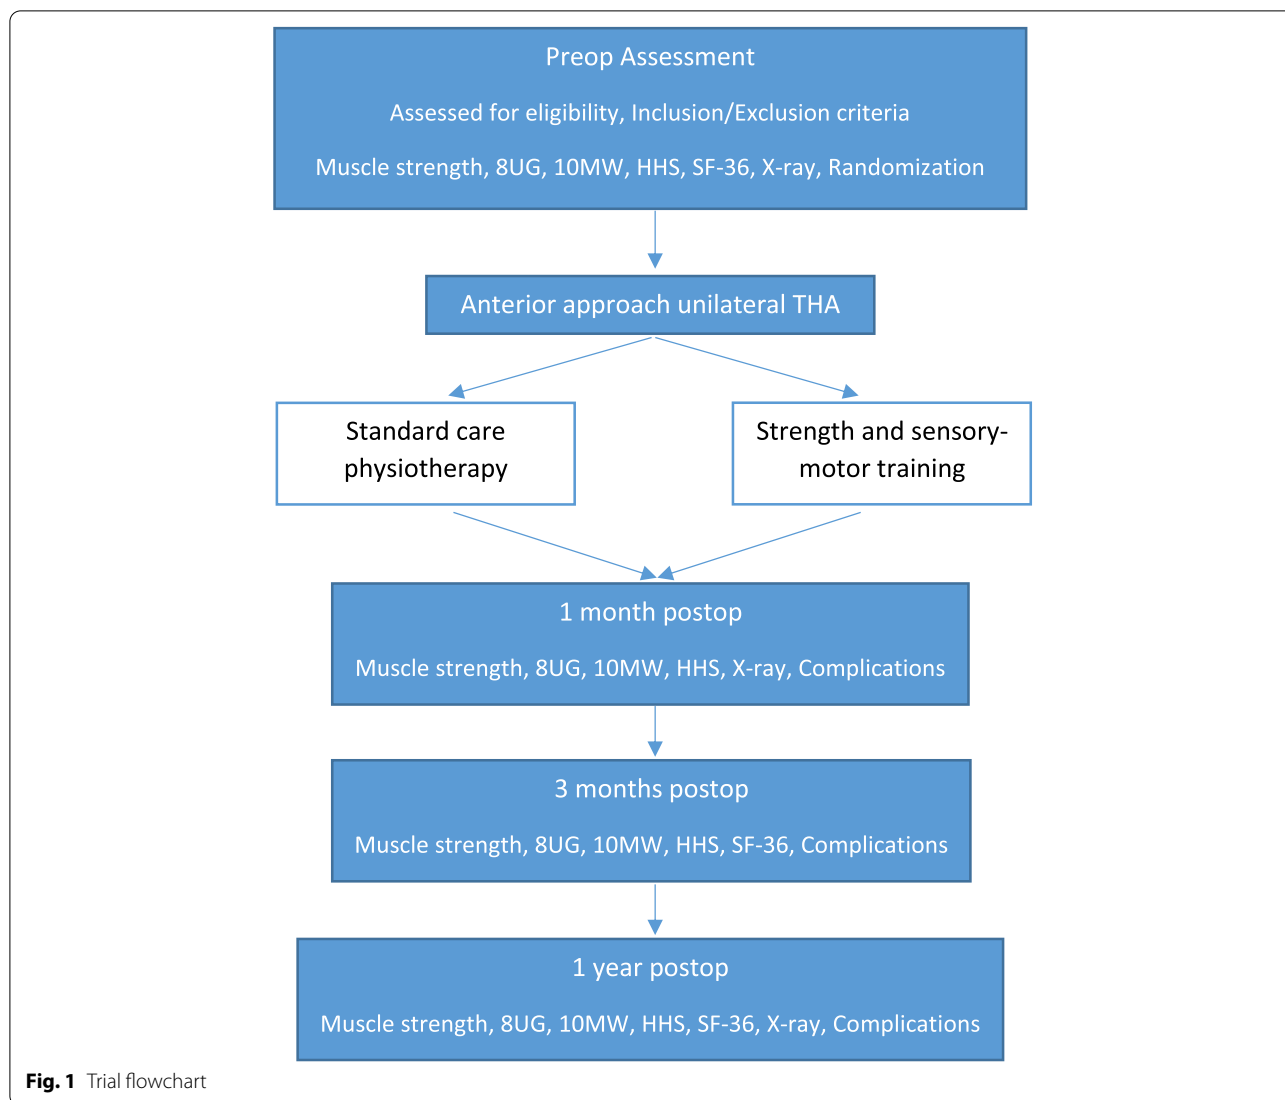 Preop Assessment
Assessed for eligibility, Inclusion/Exclusion criteria
Muscle strength, 8UG, 10MW, HHS, SF-36, X-ray, Randomization
Anterior approach unilateral THA
Standard care
physiotherapy
Strength and sensory-
motor training
1 month postop
Muscle strength, 8UG, 10MW, HHS, X-ray, Complications
3 months postop
Muscle strength, 8UG, 10MW, HHS, SF-36, Complications
1 year postop
Muscle strength, 8UG, 10MW, HHS, SF-36, X-ray, Complications
Fig. 1 Trial flowchart